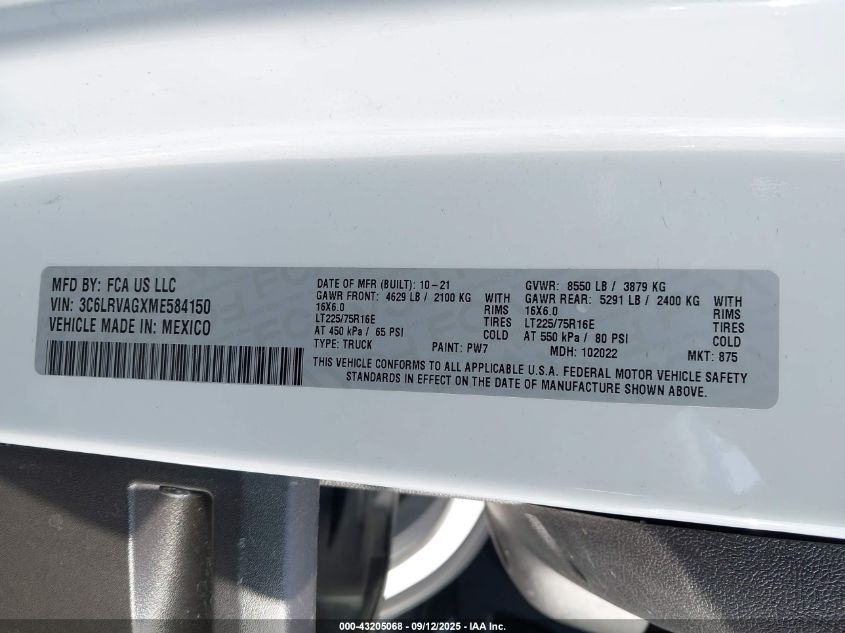 MFD BY: FCA US LLC
VIN: 3C6LRVAGXME584150
VEHICLE MADE IN: MEXICO
DATE OF MFR (BUILT): 10-21
GAWR FRONT: 4629 LB / 2100 KG WITH
16X6.0 RIMS
LT225/75R16E TIRES
AT 450 kPa / 65 PSI COLD
TYPE: TRUCK PAINT: PW7
GVWR: 8550 LB / 3879 KG
GAWR REAR: 5291 LB / 2400 KG WITH
16X6.0 RIMS
LT225/75R16E TIRES
AT 550 kPa / 80 PSI COLD
MDH: 102022 MKT: 875
THIS VEHICLE CONFORMS TO ALL APPLICABLE U.S.A. FEDERAL MOTOR VEHICLE SAFETY
STANDARDS IN EFFECT ON THE DATE OF MANUFACTURE SHOWN ABOVE.
000-43205068 - 09/12/2025 - IAA Inc.